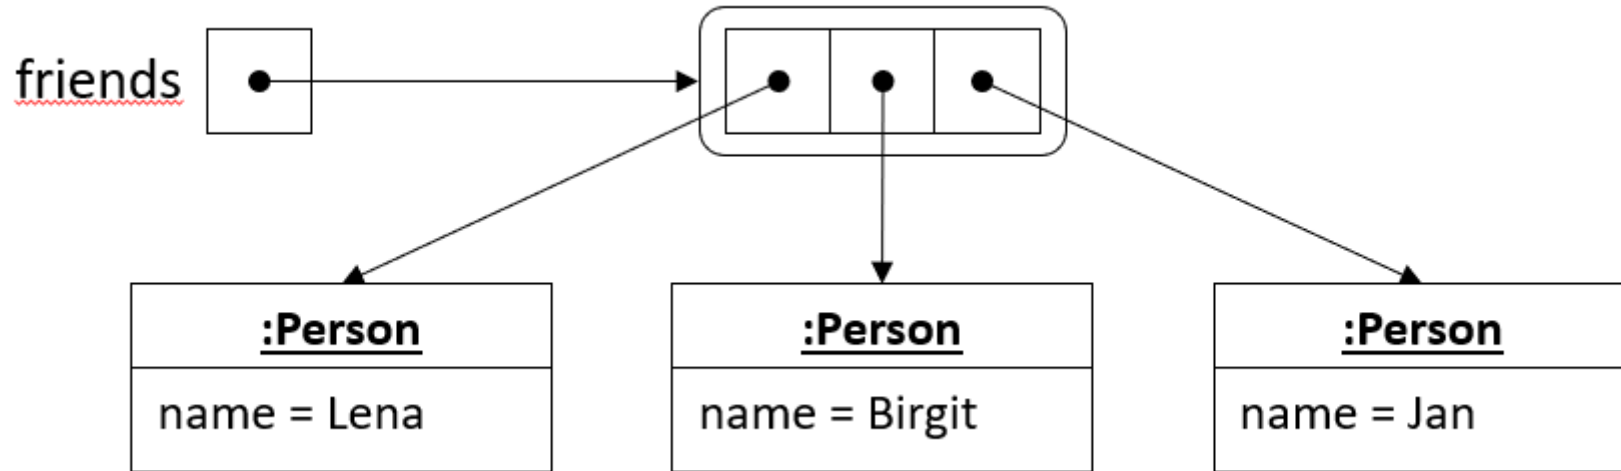 friends
:Person
:Person
:Person
name = Lena
name = Birgit
name = Jan